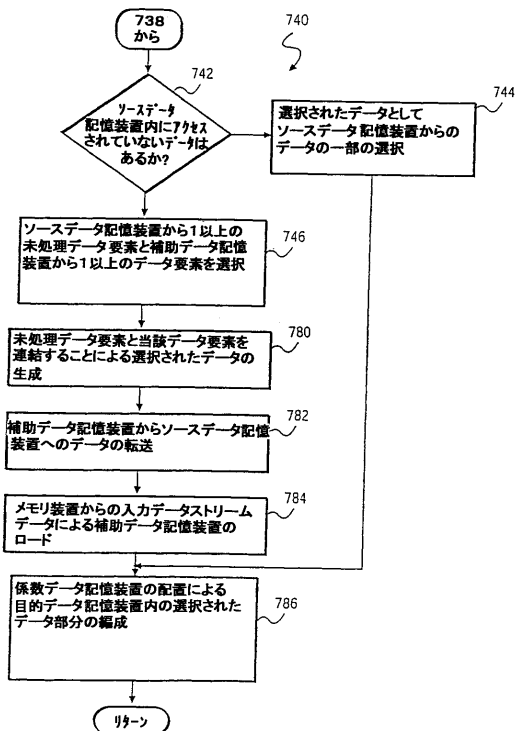 738
から
740
742
ソースデータ
記憶装置内にアクセス
されていないデータは
あるか?
744
選択されたデータとして
ソースデータ記憶装置からの
データの一部の選択
ソースデータ記憶装置から1以上の
未処理データ要素と補助データ記憶
装置から1以上のデータ要素を選択
746
未処理データ要素と当該データ要素を
連結することによる選択されたデータの
生成
780
補助データ記憶装置からソースデータ記憶
装置へのデータの転送
782
メモリ装置からの入力データストリーム
データによる補助データ記憶装置の
ロード
784
係数データ記憶装置の配置による
目的データ記憶装置内の選択された
データ部分の編成
786
リターン